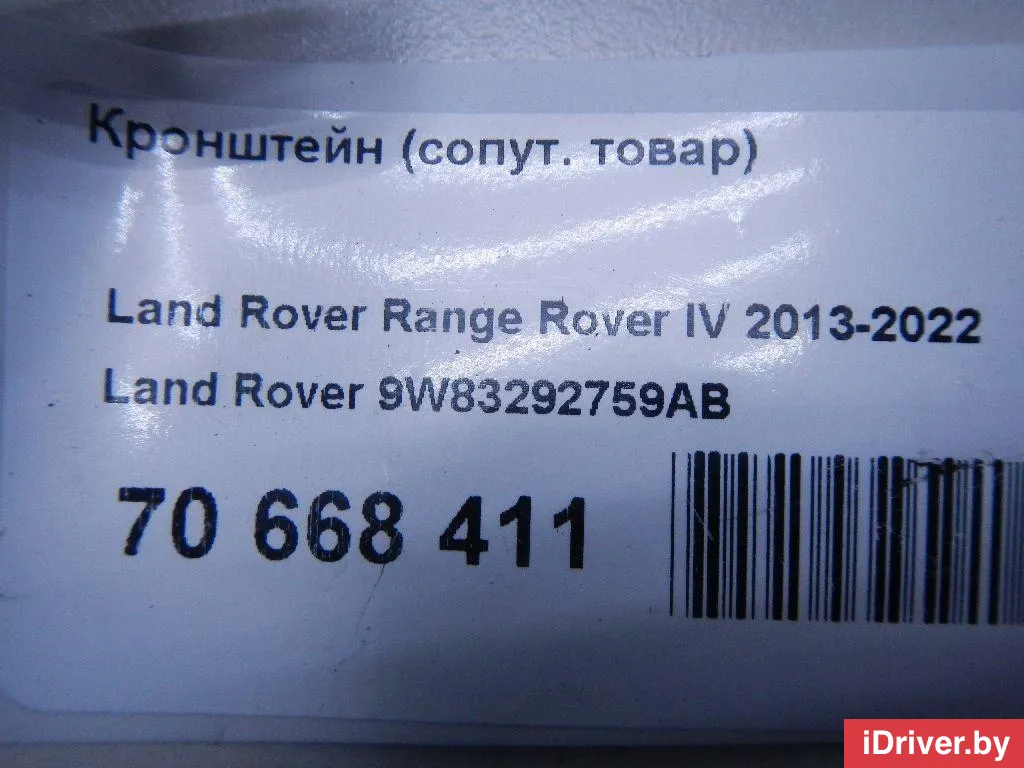 Кронштейн (сопут. товар)
Land Rover Range Rover IV 2013-2022
Land Rover 9W83292759AB
70 668 411
iDriver.by